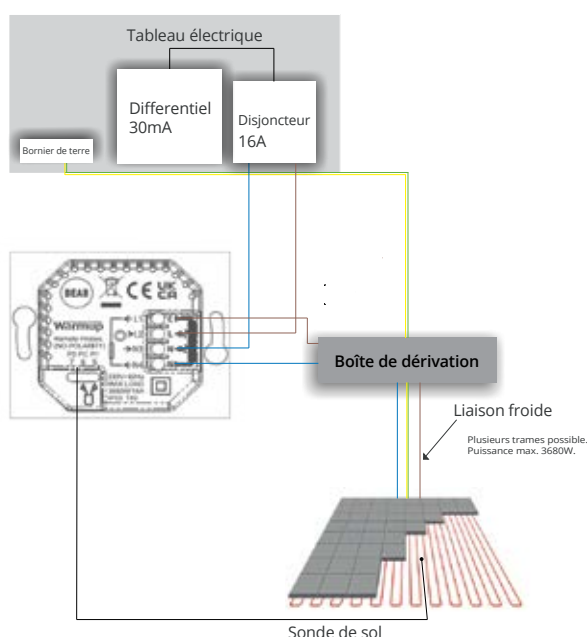 Tableau électrique
Differentiel
30mA
Disjoncteur
16A
Bornier de terre
BEAB
CE UK
CA
Warmup
Boîte de dérivation
Liaison froide
Plusieurs trames possible.
Puissance max. 3680W.
Sonde de sol